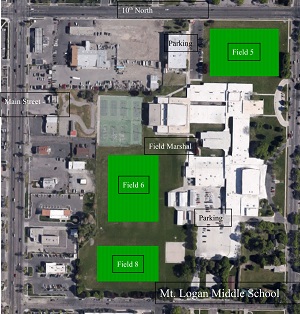 10th North
Parking
Field 5
Main Street
Field Marshal
Field 6
Parking
Field 8
Mt. Logan Middle School